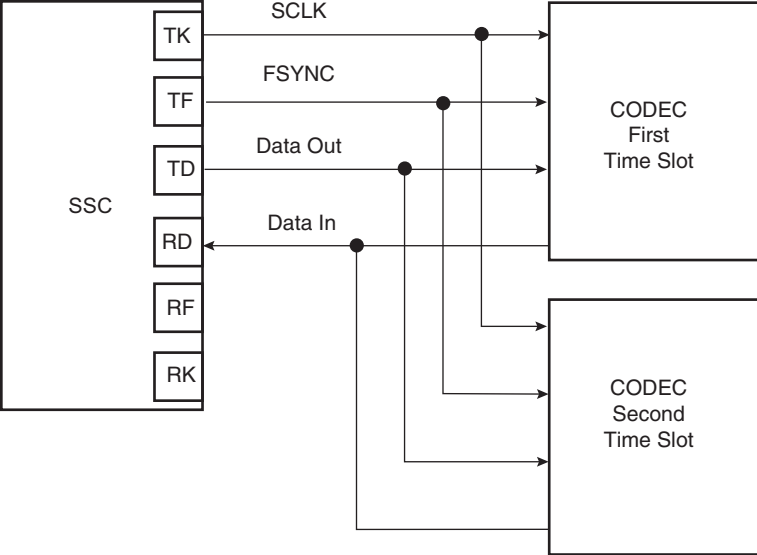 SCLK
TK
FSYNC
TF
CODEC
First
Time Slot
Data Out
TD
SSC
Data In
RD
RF
RK
CODEC
Second
Time Slot